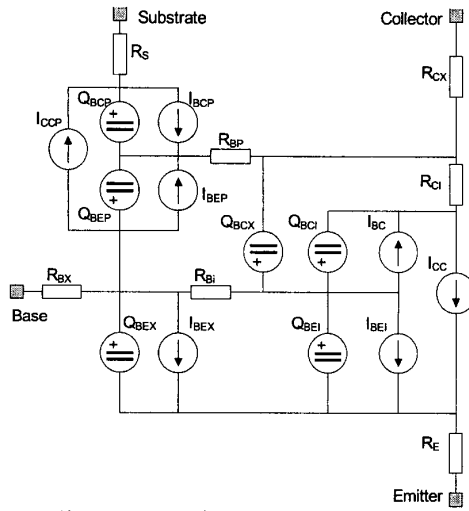 Substrate
Collector
RS
RCX
QBCP
IBCP
ICCP
RBP
RCI
QBEP
IBEP
QBCX
QBCI
IBC
ICC
RBX
RBi
Base
QBEX
IBEX
QBEI
IBEI
RE
Emitter